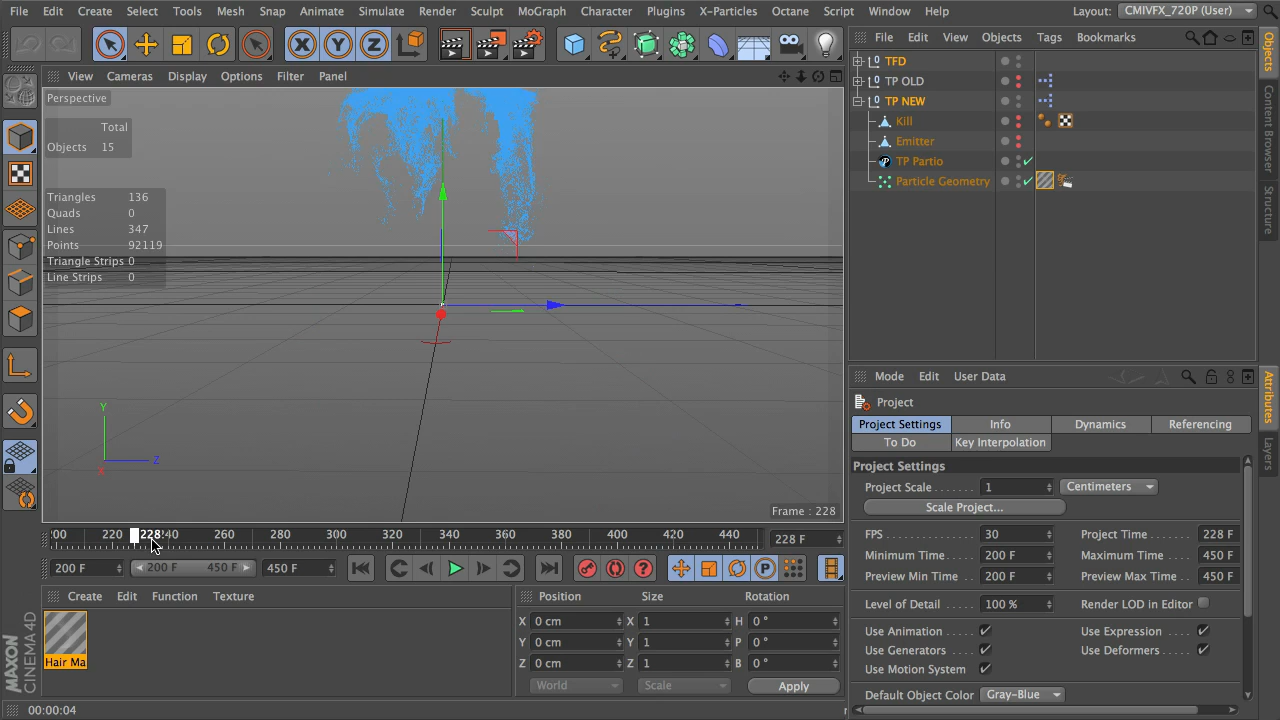 File Edit Create Select Tools Mesh Snap Animate Simulate Render Sculpt MoGraph Character Plugins X-Particles Octane Script Window Help Layout: CMIVFX_720P (User)
View Cameras Display Options Filter Panel
Perspective
Total
Objects 15
Triangles 136
Quads 0
Lines 347
Points 92119
Triangle Strips 0
Line Strips 0
Y
Z
X
Frame : 228
220 228 240 260 280 300 320 340 360 380 400 420 440 228 F
200 F 200 F 450 F 450 F
Create Edit Function Texture
Hair Ma
MAXON CINEMA 4D
Position Size Rotation
X 0 cm X 1 H 0 °
Y 0 cm Y 1 P 0 °
Z 0 cm Z 1 B 0 °
World Scale Apply
00:00:04
File Edit View Objects Tags Bookmarks
TFD
TP OLD
TP NEW
Kill
Emitter
TP Partio
Particle Geometry
Objects
Content Browser
Structure
Mode Edit User Data
Project
Project Settings Info Dynamics Referencing
To Do Key Interpolation
Project Settings
Project Scale 1 Centimeters
Scale Project...
FPS 30 Project Time 228 F
Minimum Time 200 F Maximum Time 450 F
Preview Min Time 200 F Preview Max Time 450 F
Level of Detail 100 % Render LOD in Editor
Use Animation Use Expression
Use Generators Use Deformers
Use Motion System
Default Object Color Gray-Blue
Attributes
Layers